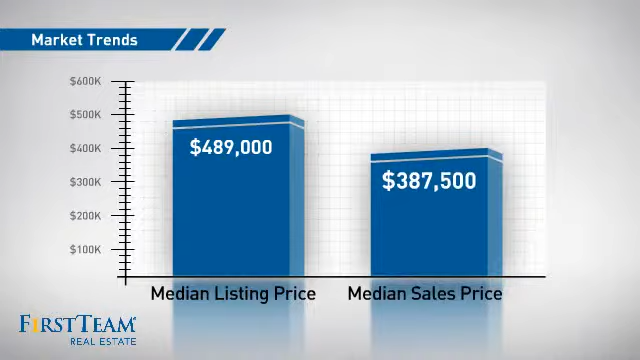 Market Trends
$600K
$500K
$400K
$300K
$200K
$100K
$489,000
$387,500
Median Listing Price
Median Sales Price
FIRSTTEAM®
REAL ESTATE